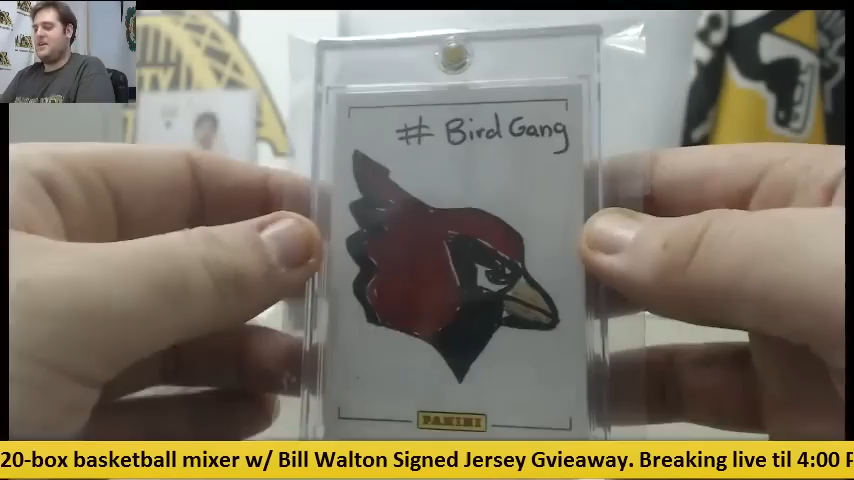 # Bird Gang
PANINI
20-box basketball mixer w/ Bill Walton Signed Jersey Gvieaway. Breaking live til 4:00 P